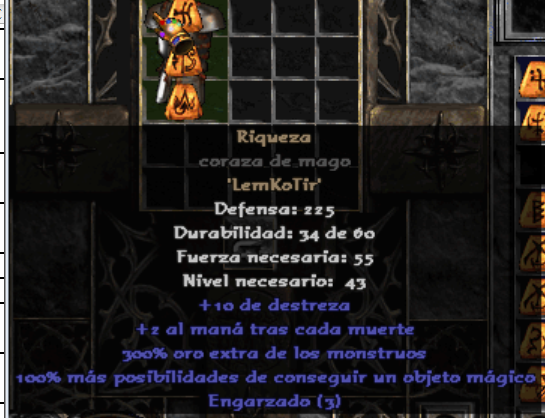 Riqueza
coraza de mago
'LemKoTir'
Defensa: 225
Durabilidad: 34 de 60
Fuerza necesaria: 55
Nivel necesario: 43
+10 de destreza
+2 al maná tras cada muerte
300% oro extra de los monstruos
100% más posibilidades de conseguir un objeto mágico
Engarzado (3)